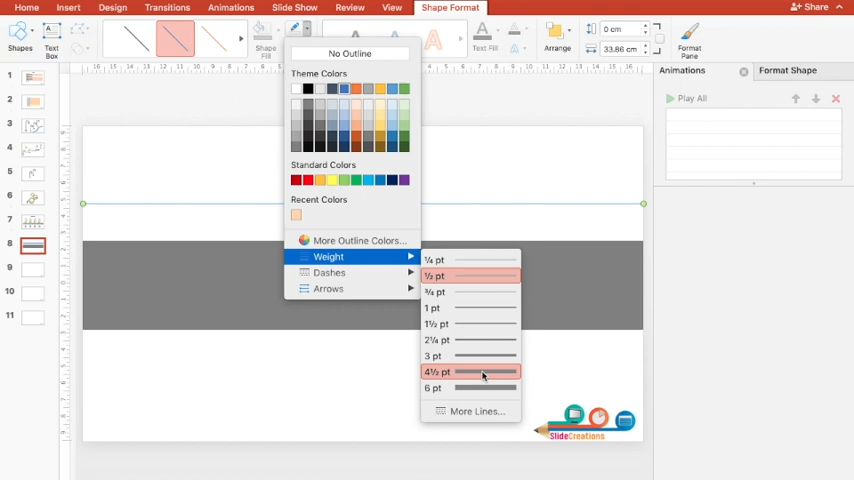 Home Insert Design Transitions Animations Slide Show Review View Shape Format Share
Shapes Text Box Shape Fill Text Fill Arrange 0 cm 33.86 cm Format Pane
No Outline
Theme Colors
Standard Colors
Recent Colors
More Outline Colors...
Weight
Dashes
Arrows
¼ pt
½ pt
¾ pt
1 pt
1½ pt
2¼ pt
3 pt
4½ pt
6 pt
More Lines...
Animations Format Shape
Play All
1
2
3
4
5
6
7
8
9
10
11
SlideCreations